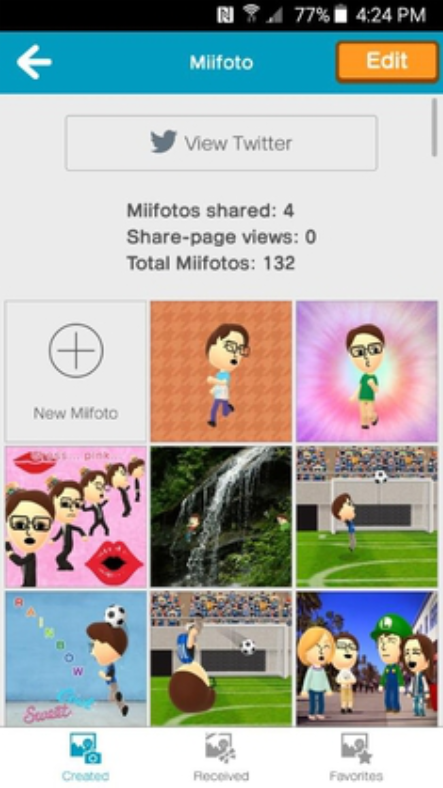 77% 4:24 PM
Miifoto
Edit
View Twitter
Miifotos shared: 4
Share-page views: 0
Total Miifotos: 132
New Miifoto
pink..
RAINBOW
Sweet
Created
Received
Favorites